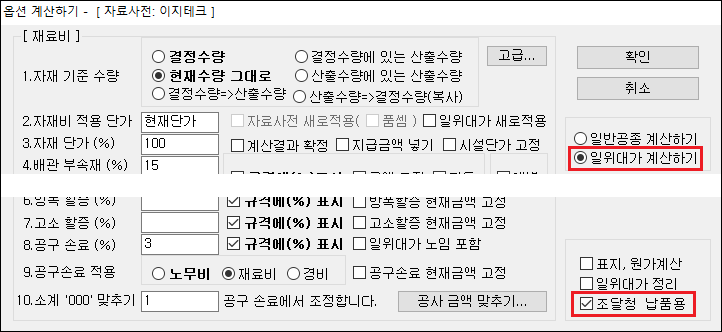 옵션 계산하기 - [ 자료사전: 이지테크 ]
[ 재료비 ]
결정수량 결정수량에 있는 산출수량 고급...
1.자재 기준 수량 현재수량 그대로 산출수량에 있는 산출수량
결정수량=>산출수량 산출수량=>결정수량(복사)
2.자재비 적용 단가 현재단가 자료사전 새로적용( 품셈 ) 일위대가 새로적용
3.자재 단가 (%) 100 계산결과 확정 지급금액 넣기 시설단가 고정
4.배관 부속재 (%) 15
규격에(%) 표시 방폭할증 현재금액 고정
7.고소 할증 (%) 규격에(%) 표시 고소할증 현재금액 고정
8.공구 손료 (%) 3 규격에(%) 표시 일위대가 노임 포함
9.공구손료 적용 노무비 재료비 경비 공구손료 현재금액 고정
10.소계 '000' 맞추기 1 공구 손료에서 조정합니다. 공사 금액 맞추기...
확인
취소
일반공종 계산하기
일위대가 계산하기
표지, 원가계산
일위대가 정리
조달청 납품용